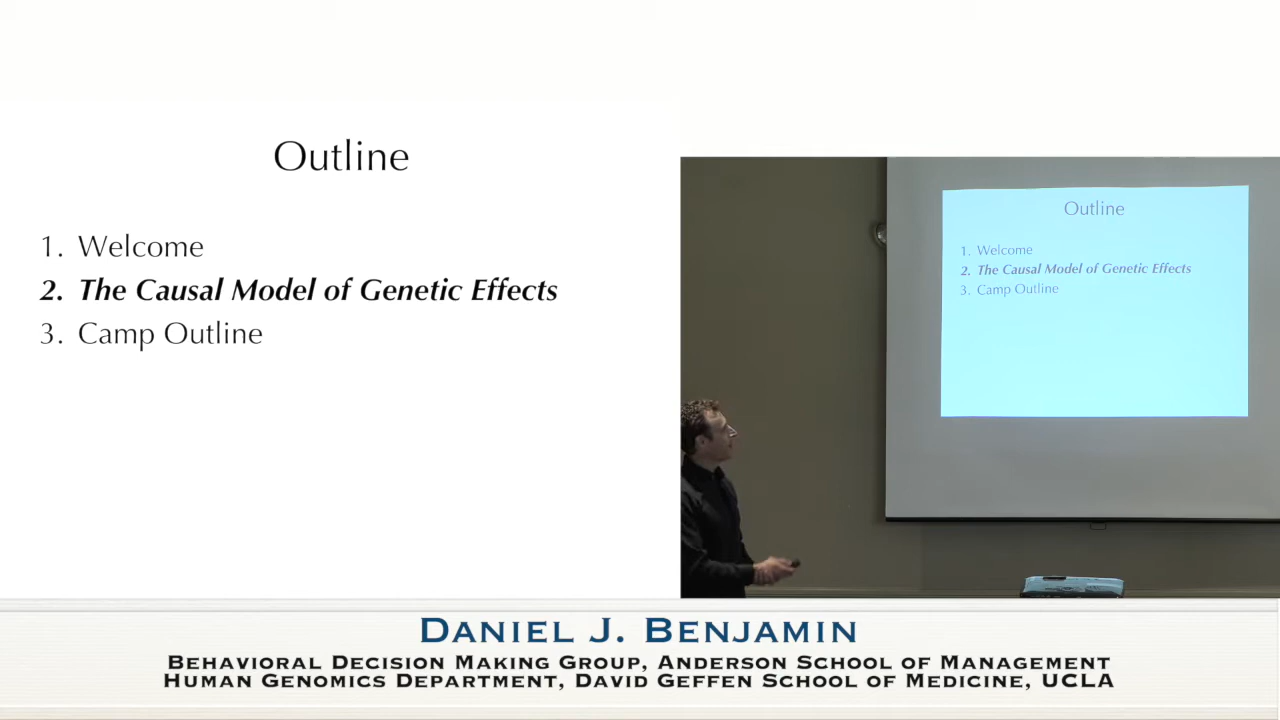 Outline
1. Welcome
2. The Causal Model of Genetic Effects
3. Camp Outline
Outline
1. Welcome
2. The Causal Model of Genetic Effects
3. Camp Outline
DANIEL J. BENJAMIN
BEHAVIORAL DECISION MAKING GROUP, ANDERSON SCHOOL OF MANAGEMENT
HUMAN GENOMICS DEPARTMENT, DAVID GEFFEN SCHOOL OF MEDICINE, UCLA